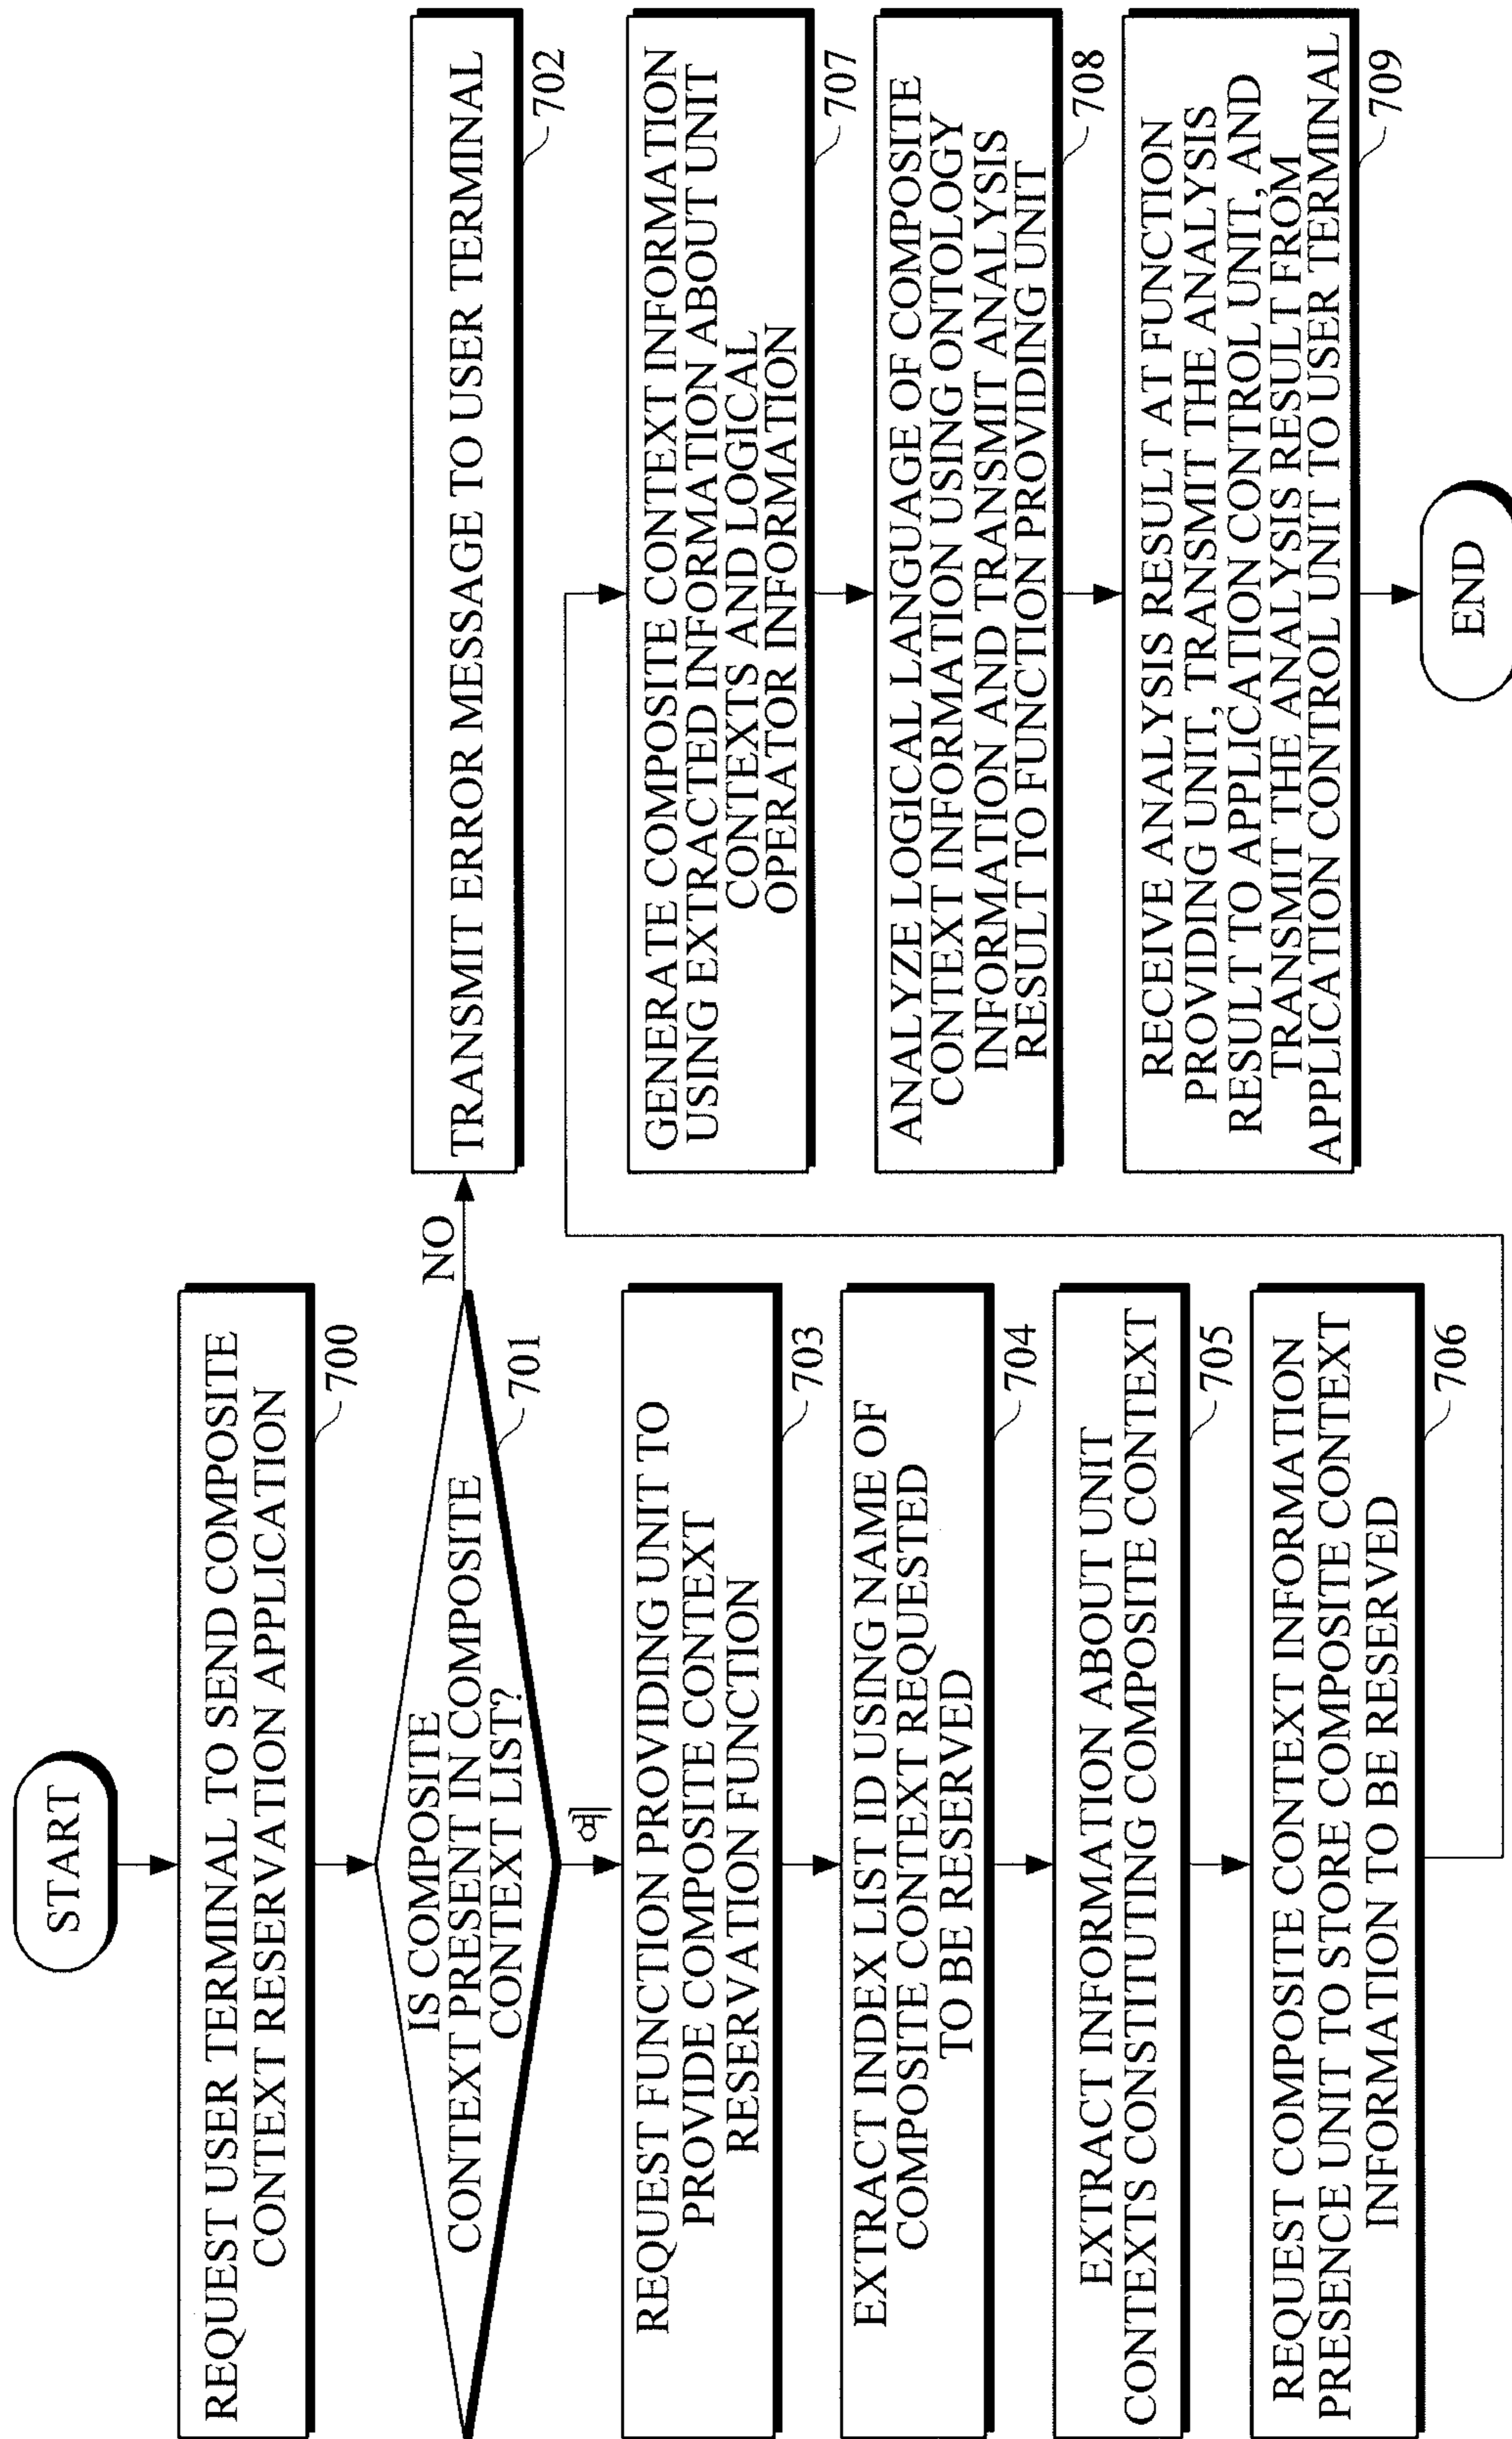 START
REQUEST USER TERMINAL TO SEND COMPOSITE
CONTEXT RESERVATION APPLICATION
700
IS COMPOSITE
CONTEXT PRESENT IN COMPOSITE
CONTEXT LIST?
701
NO
TRANSMIT ERROR MESSAGE TO USER TERMINAL
702
예
REQUEST FUNCTION PROVIDING UNIT TO
PROVIDE COMPOSITE CONTEXT
RESERVATION FUNCTION
703
EXTRACT INDEX LIST ID USING NAME OF
COMPOSITE CONTEXT REQUESTED
TO BE RESERVED
704
EXTRACT INFORMATION ABOUT UNIT
CONTEXTS CONSTITUTING COMPOSITE CONTEXT
705
REQUEST COMPOSITE CONTEXT INFORMATION
PRESENCE UNIT TO STORE COMPOSITE CONTEXT
INFORMATION TO BE RESERVED
706
GENERATE COMPOSITE CONTEXT INFORMATION
USING EXTRACTED INFORMATION ABOUT UNIT
CONTEXTS AND LOGICAL
OPERATOR INFORMATION
707
ANALYZE LOGICAL LANGUAGE OF COMPOSITE
CONTEXT INFORMATION USING ONTOLOGY
INFORMATION AND TRANSMIT ANALYSIS
RESULT TO FUNCTION PROVIDING UNIT
708
RECEIVE ANALYSIS RESULT AT FUNCTION
PROVIDING UNIT, TRANSMIT THE ANALYSIS
RESULT TO APPLICATION CONTROL UNIT, AND
TRANSMIT THE ANALYSIS RESULT FROM
APPLICATION CONTROL UNIT TO USER TERMINAL
709
END